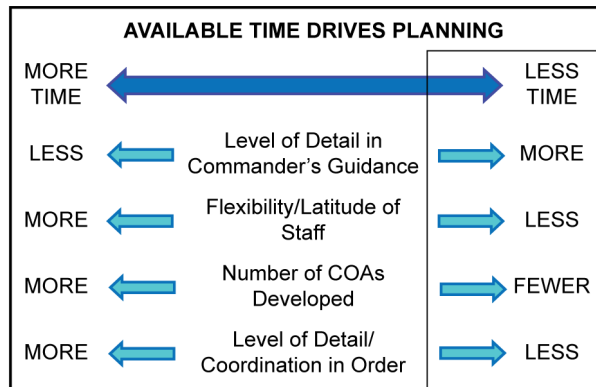 AVAILABLE TIME DRIVES PLANNING
MORE TIME
LESS TIME
LESS
Level of Detail in
Commander's Guidance
MORE
MORE
Flexibility/Latitude of
Staff
LESS
MORE
Number of COAs
Developed
FEWER
MORE
Level of Detail/
Coordination in Order
LESS